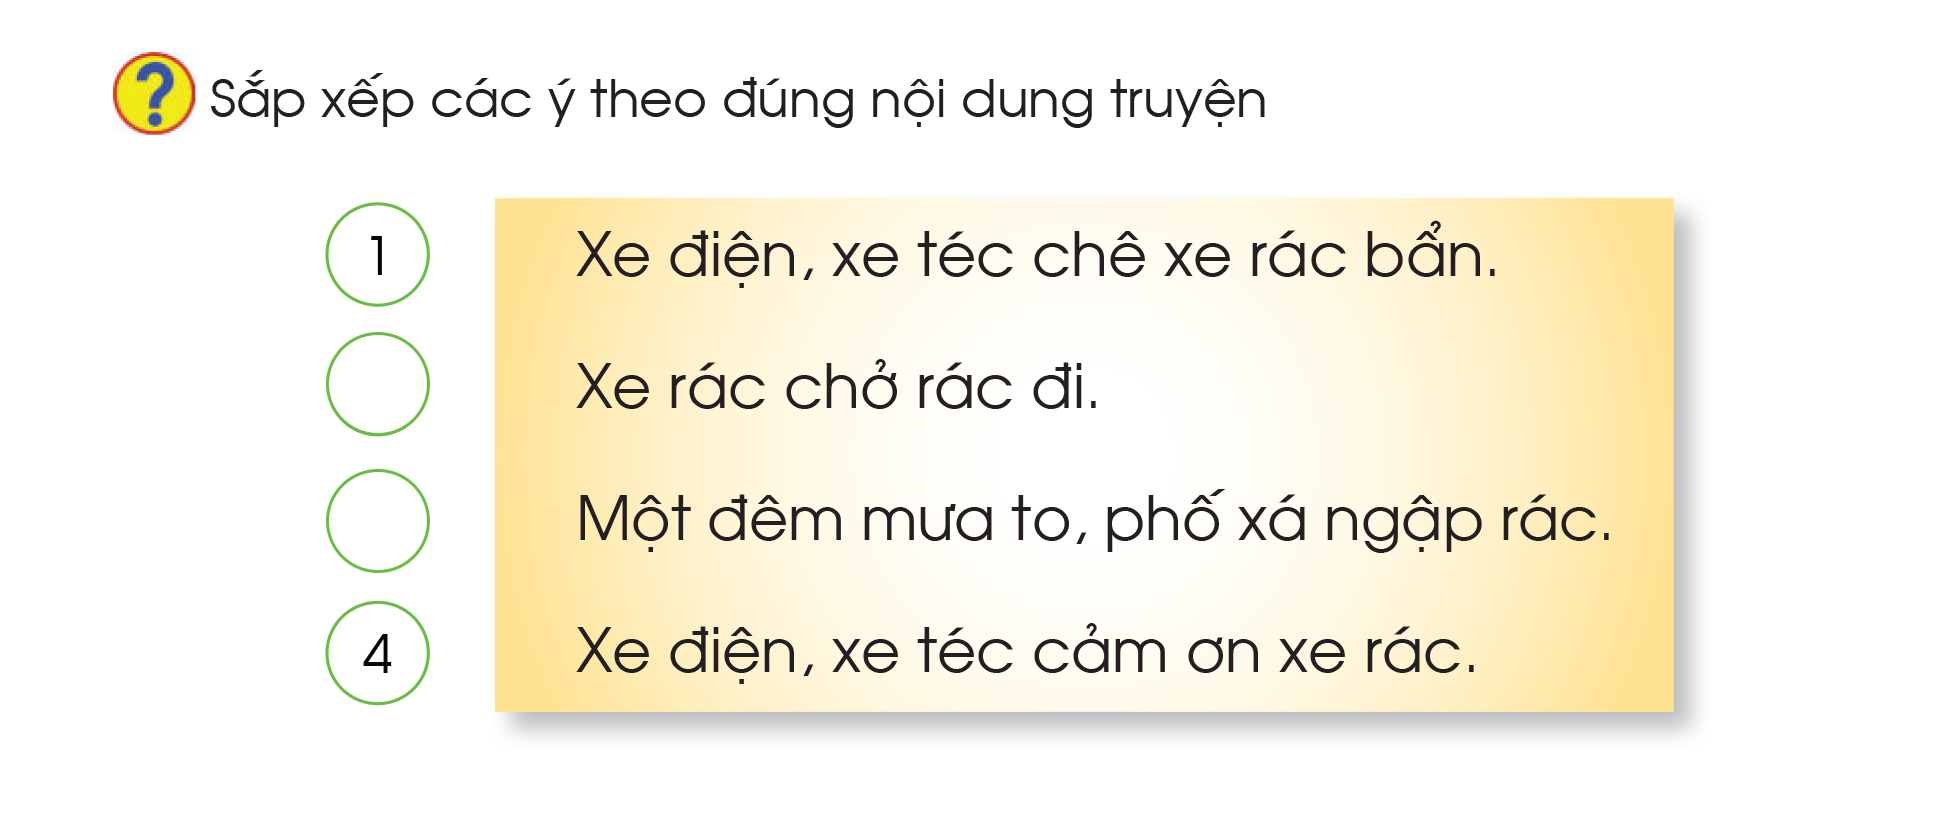 ? Sắp xếp các ý theo đúng nội dung truyện
1 Xe điện, xe téc chê xe rác bẩn.
Xe rác chở rác đi.
Một đêm mưa to, phố xá ngập rác.
4 Xe điện, xe téc cảm ơn xe rác.